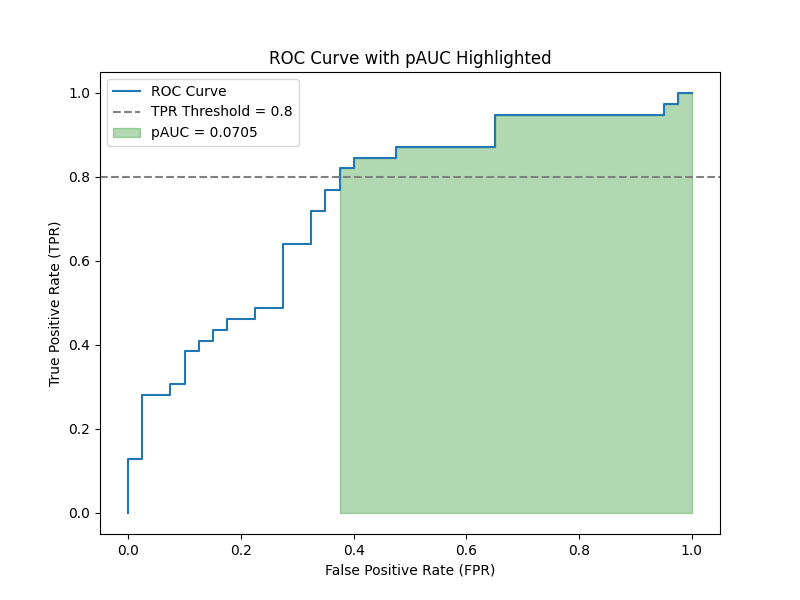 ROC Curve with pAUC Highlighted
ROC Curve
TPR Threshold = 0.8
pAUC = 0.0705
True Positive Rate (TPR)
1.0
0.8
0.6
0.4
0.2
0.0
0.0 0.2 0.4 0.6 0.8 1.0
False Positive Rate (FPR)